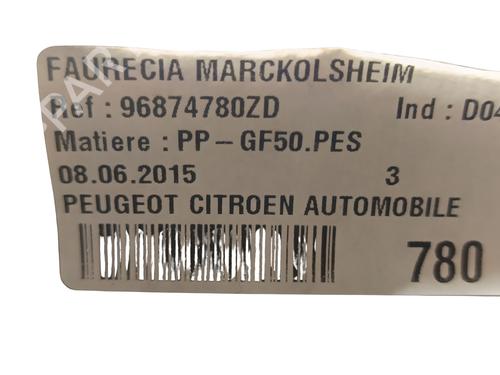 FAURECIA MARCKOLSHEIM
Ref : 96874780ZD Ind : D04
Matiere : PP-GF50.PES
08.06.2015 3
PEUGEOT CITROEN AUTOMOBILE
780